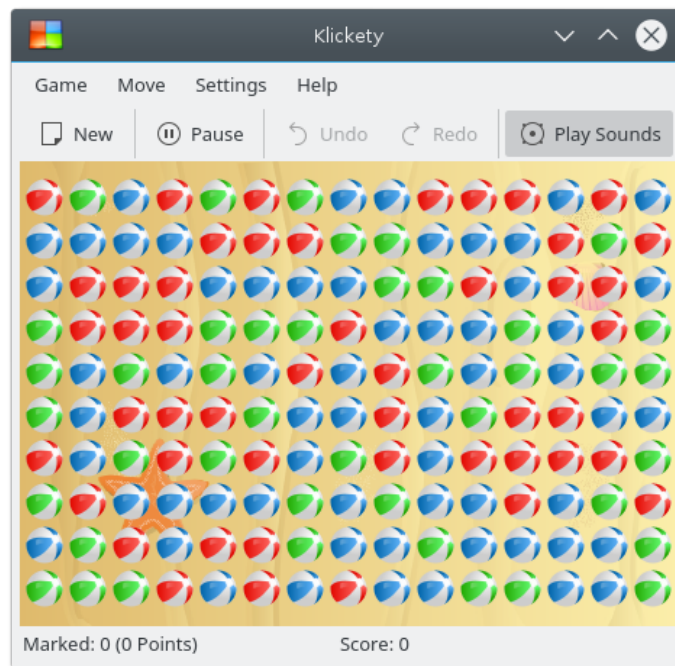 Klickety
Game Move Settings Help
New Pause Undo Redo Play Sounds
Marked: 0 (0 Points) Score: 0